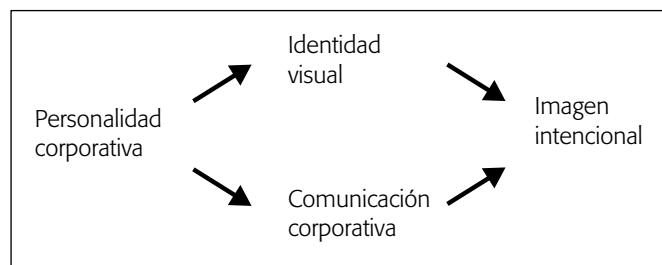 Identidad
visual
Personalidad
corporativa
Imagen
intencional
Comunicación
corporativa